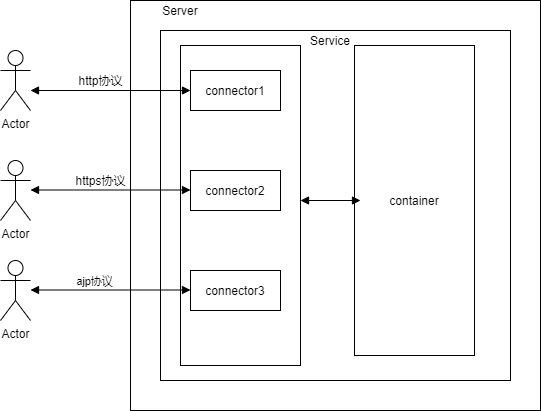 Server
Service
http协议
connector1
Actor
https协议
connector2
container
Actor
ajp协议
connector3
Actor